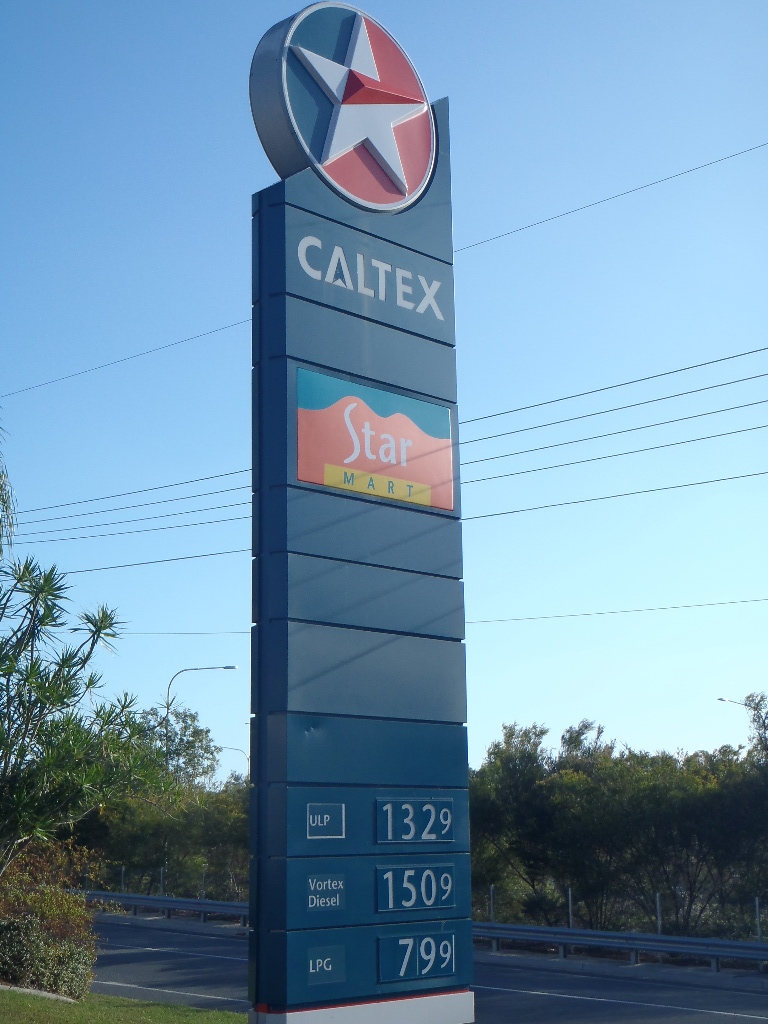 CALTEX
Star
MART
ULP 1329
Vortex
Diesel 1509
LPG 799